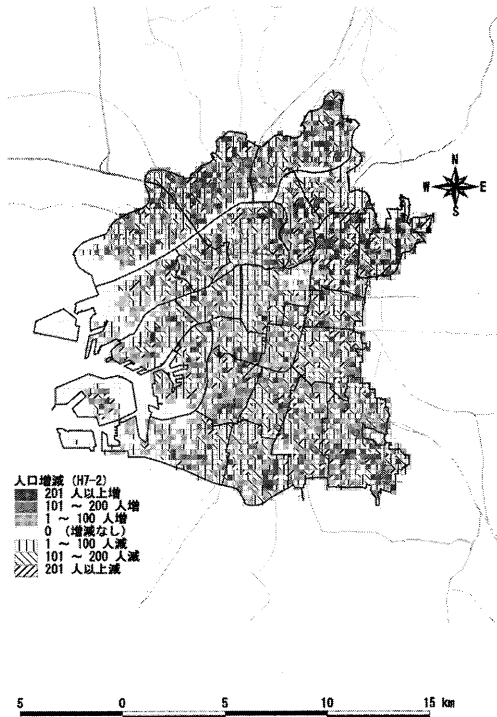 N
W E
S
人口増減 (H7-2)
201 人以上増
101 ～ 200 人増
1 ～ 100 人増
0 (増減なし)
1 ～ 100 人減
101 ～ 200 人減
201 人以上減
5 0 5 10 15 km